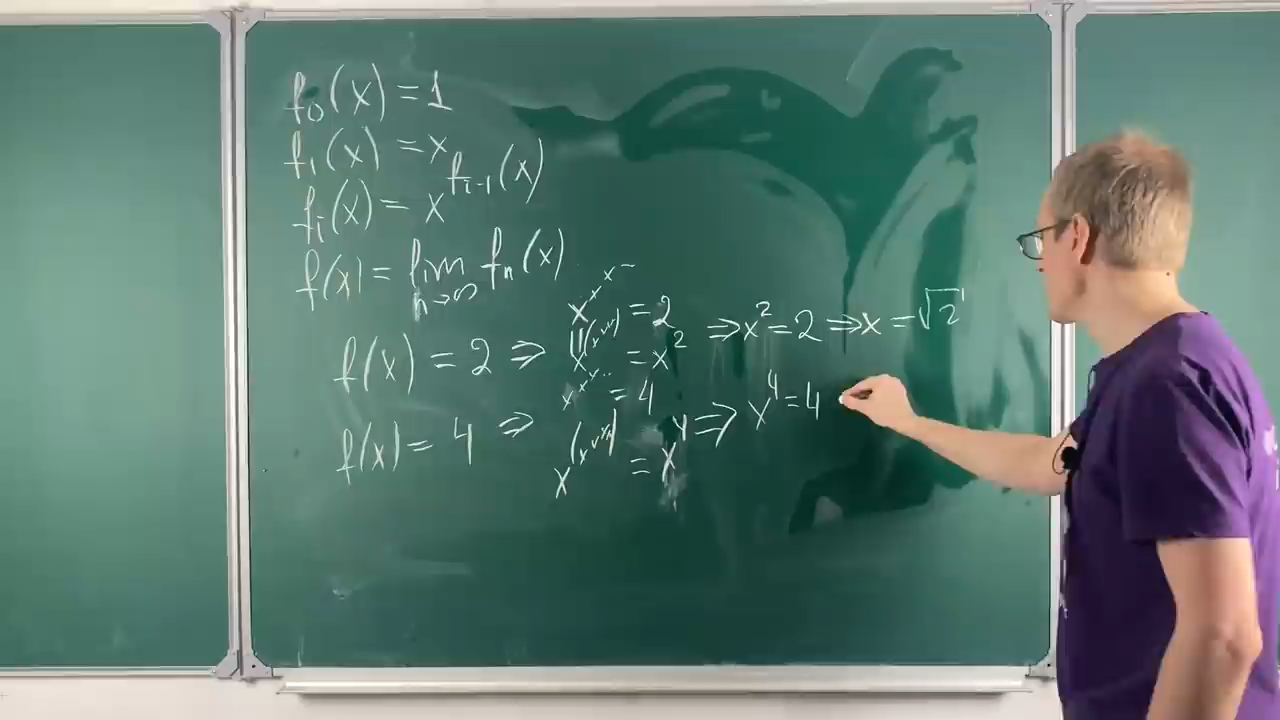 f₀(x) = 1
f₁(x) = x
fᵢ(x) = x^{fᵢ₋₁(x)}
f(x) = lim_{n→∞} fₙ(x)
f(x) = 2 ⇒ x^{x^{x^{x^{…}}}} = 2 ⇒ x² = 2 ⇒ x = √2
= x²
x^{x^{x^{…}}} = 4
f(x) = 4 ⇒ = x⁴ ⇒ x⁴ = 4